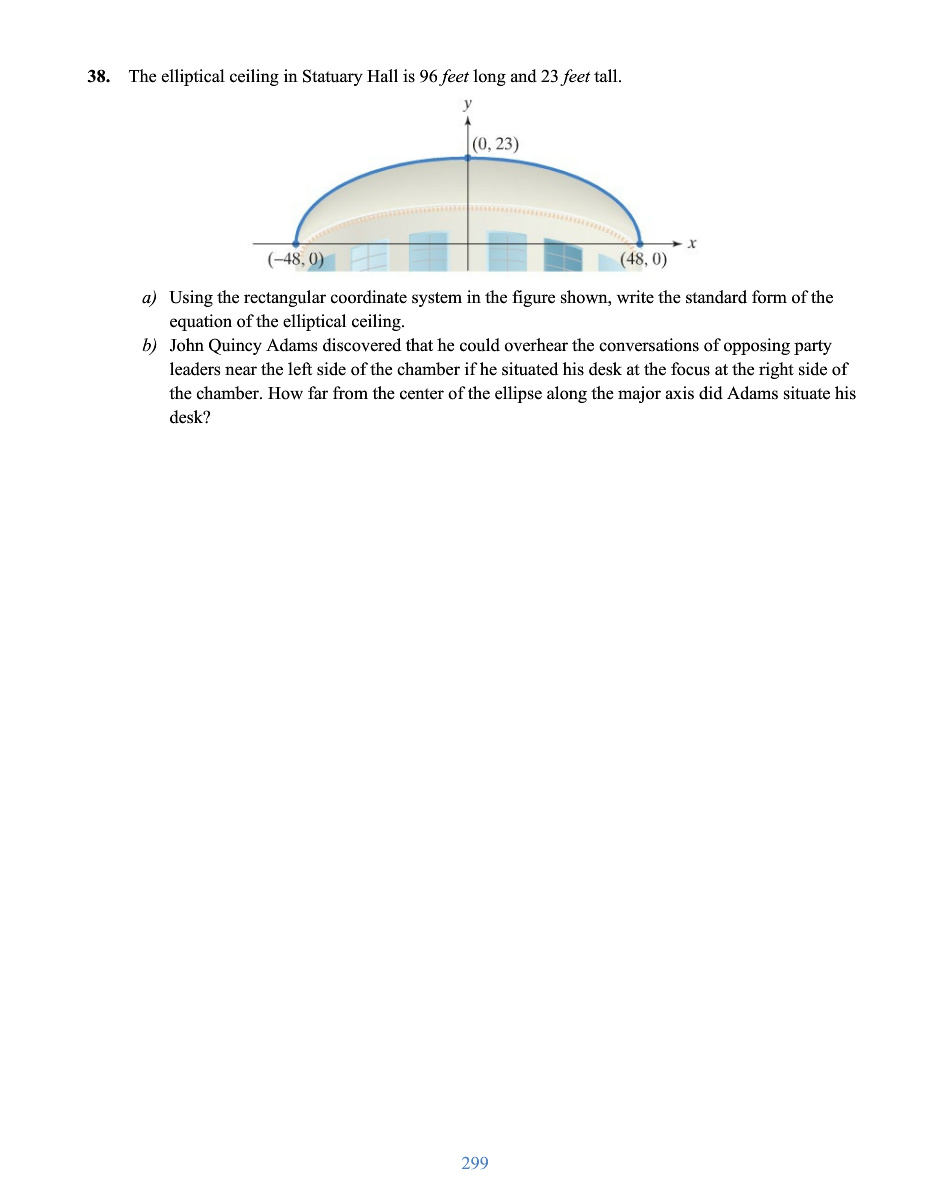 38. The elliptical ceiling in Statuary Hall is 96 feet long and 23 feet tall.
y
(0, 23)
x
(−48, 0)
(48, 0)
a) Using the rectangular coordinate system in the figure shown, write the standard form of the
equation of the elliptical ceiling.
b) John Quincy Adams discovered that he could overhear the conversations of opposing party
leaders near the left side of the chamber if he situated his desk at the focus at the right side of
the chamber. How far from the center of the ellipse along the major axis did Adams situate his
desk?
299